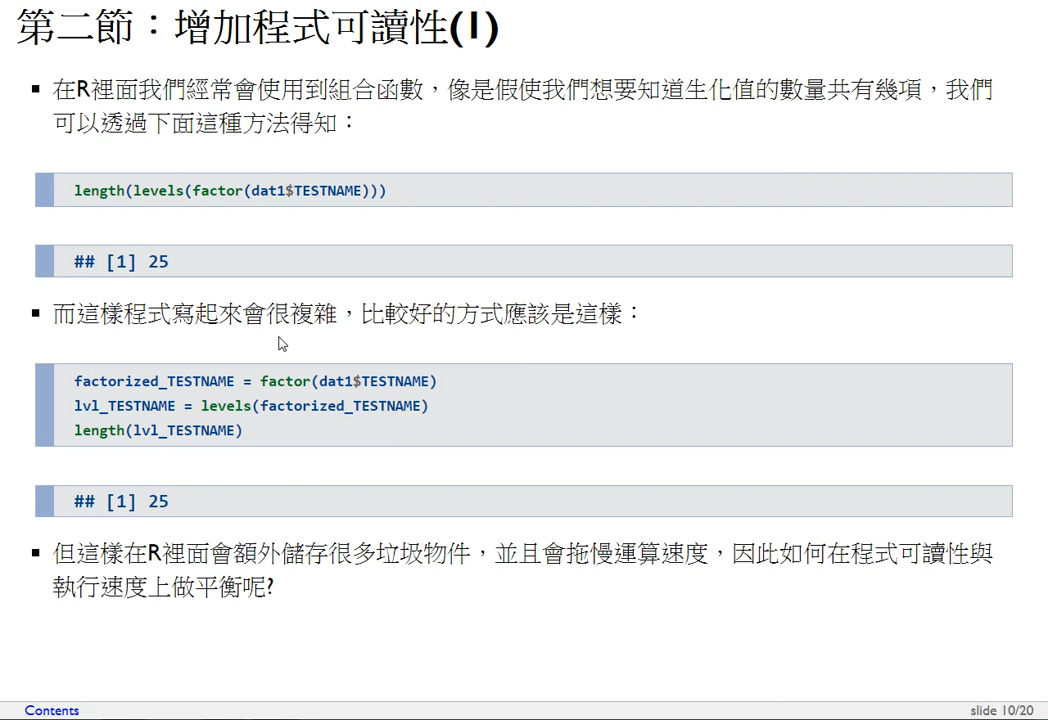 第二節：增加程式可讀性(1)
在R裡面我們經常會使用到組合函數，像是假使我們想要知道生化值的數量共有幾項，我們
可以透過下面這種方法得知：
length(levels(factor(dat1$TESTNAME)))
## [1] 25
而這樣程式寫起來會很複雜，比較好的方式應該是這樣：
factorized_TESTNAME = factor(dat1$TESTNAME)
lvl_TESTNAME = levels(factorized_TESTNAME)
length(lvl_TESTNAME)
## [1] 25
但這樣在R裡面會額外儲存很多垃圾物件，並且會拖慢運算速度，因此如何在程式可讀性與
執行速度上做平衡呢?
Contents
slide 10/20